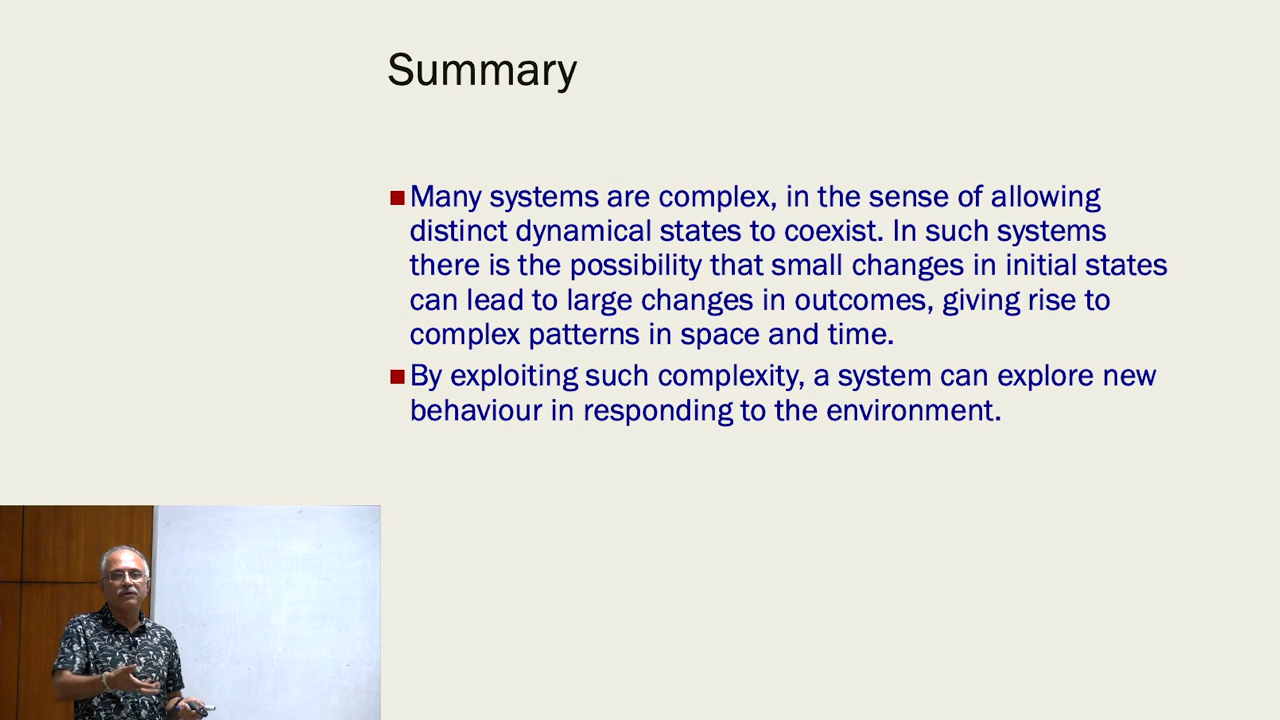 Summary
Many systems are complex, in the sense of allowing
distinct dynamical states to coexist. In such systems
there is the possibility that small changes in initial states
can lead to large changes in outcomes, giving rise to
complex patterns in space and time.
By exploiting such complexity, a system can explore new
behaviour in responding to the environment.